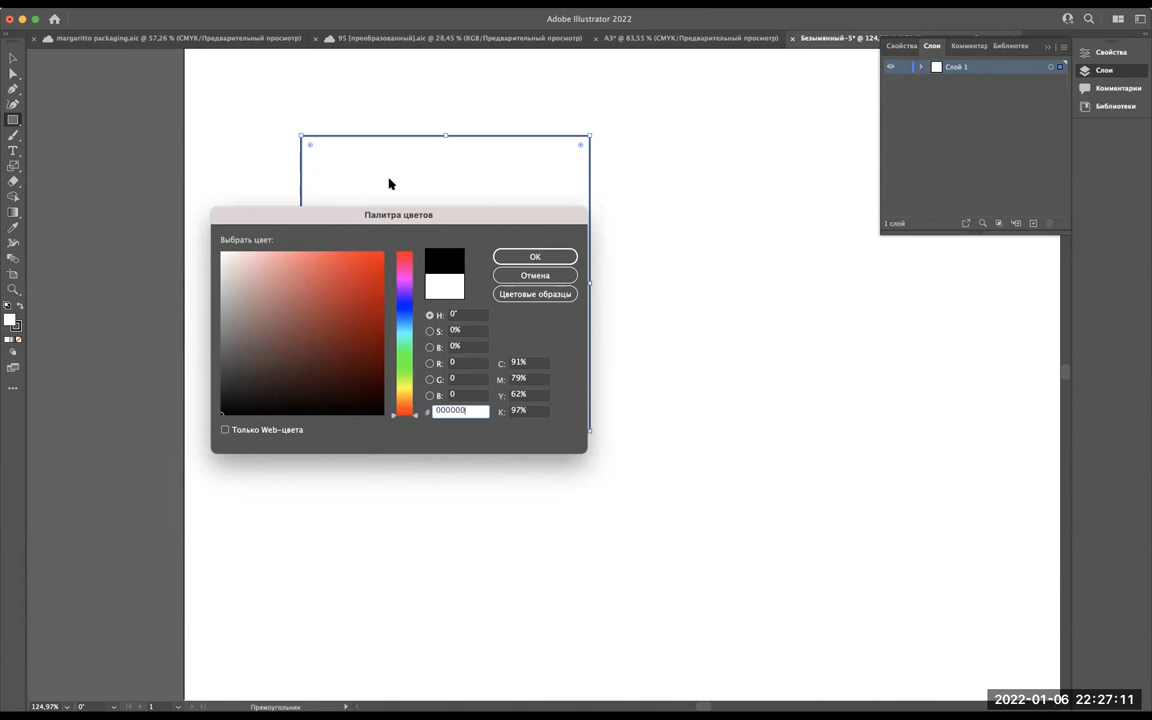 Adobe Illustrator 2022
margaritto packaging.aic @ 57,26 % (CMYK/Предварительный просмотр)
95 [преобразованный].aic @ 28,45 % (RGB/Предварительный просмотр)
A3* @ 83,55 % (CMYK/Предварительный просмотр)
Безымянный-5* @ 124,
Свойства
Слои
Комментар
Библиотек
Слой 1
1 слой
Свойства
Слои
Комментарии
Библиотеки
Палитра цветов
Выбрать цвет:
OK
Отмена
Цветовые образцы
H: 0°
S: 0%
B: 0%
R: 0
G: 0
B: 0
# 000000
C: 91%
M: 79%
Y: 62%
K: 97%
Только Web-цвета
124,97%
0°
1
Прямоугольник
2022-01-06 22:27:11